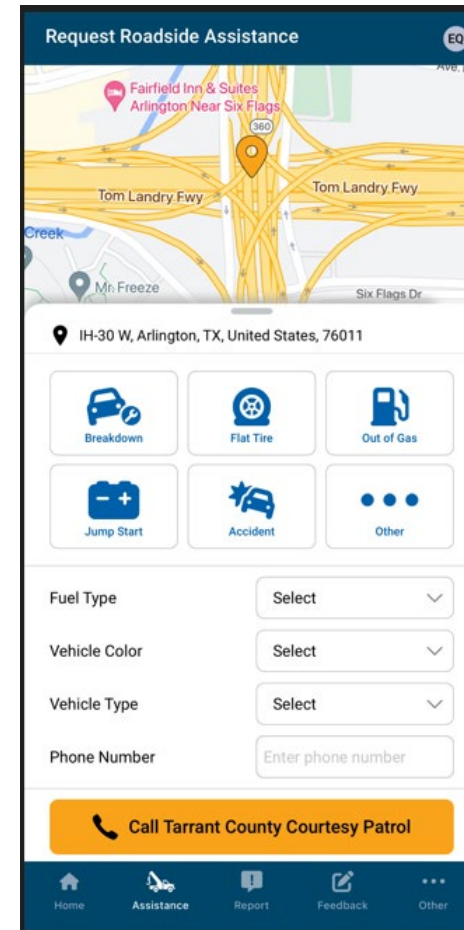 Request Roadside Assistance
EQ
Ave.
Fairfield Inn & Suites
Arlington Near Six Flags
360
Tom Landry Fwy
Tom Landry Fwy
Creek
Mr. Freeze
Six Flags Dr
IH-30 W, Arlington, TX, United States, 76011
Breakdown
Flat Tire
Out of Gas
Jump Start
Accident
Other
Fuel Type
Select
Vehicle Color
Select
Vehicle Type
Select
Phone Number
Enter phone number
Call Tarrant County Courtesy Patrol
Home
Assistance
Report
Feedback
Other